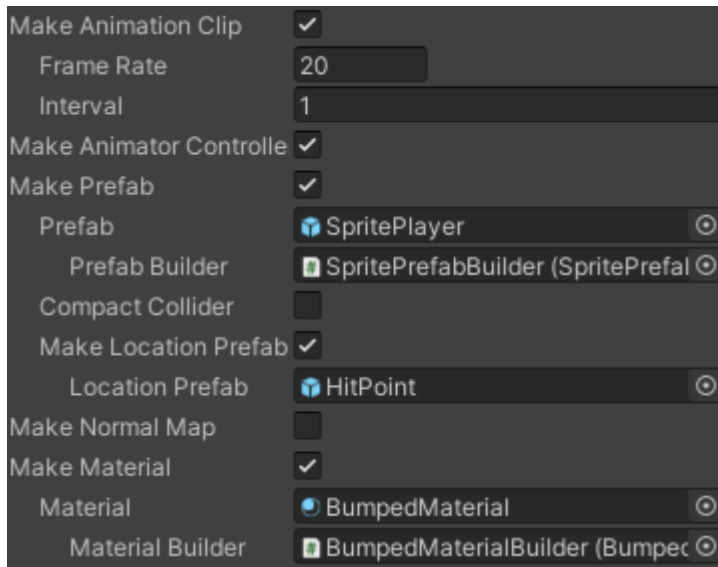 Make Animation Clip
Frame Rate 20
Interval 1
Make Animator Controlle
Make Prefab
Prefab SpritePlayer
Prefab Builder # SpritePrefabBuilder (SpritePrefal
Compact Collider
Make Location Prefab
Location Prefab HitPoint
Make Normal Map
Make Material
Material BumpedMaterial
Material Builder # BumpedMaterialBuilder (Bumpec